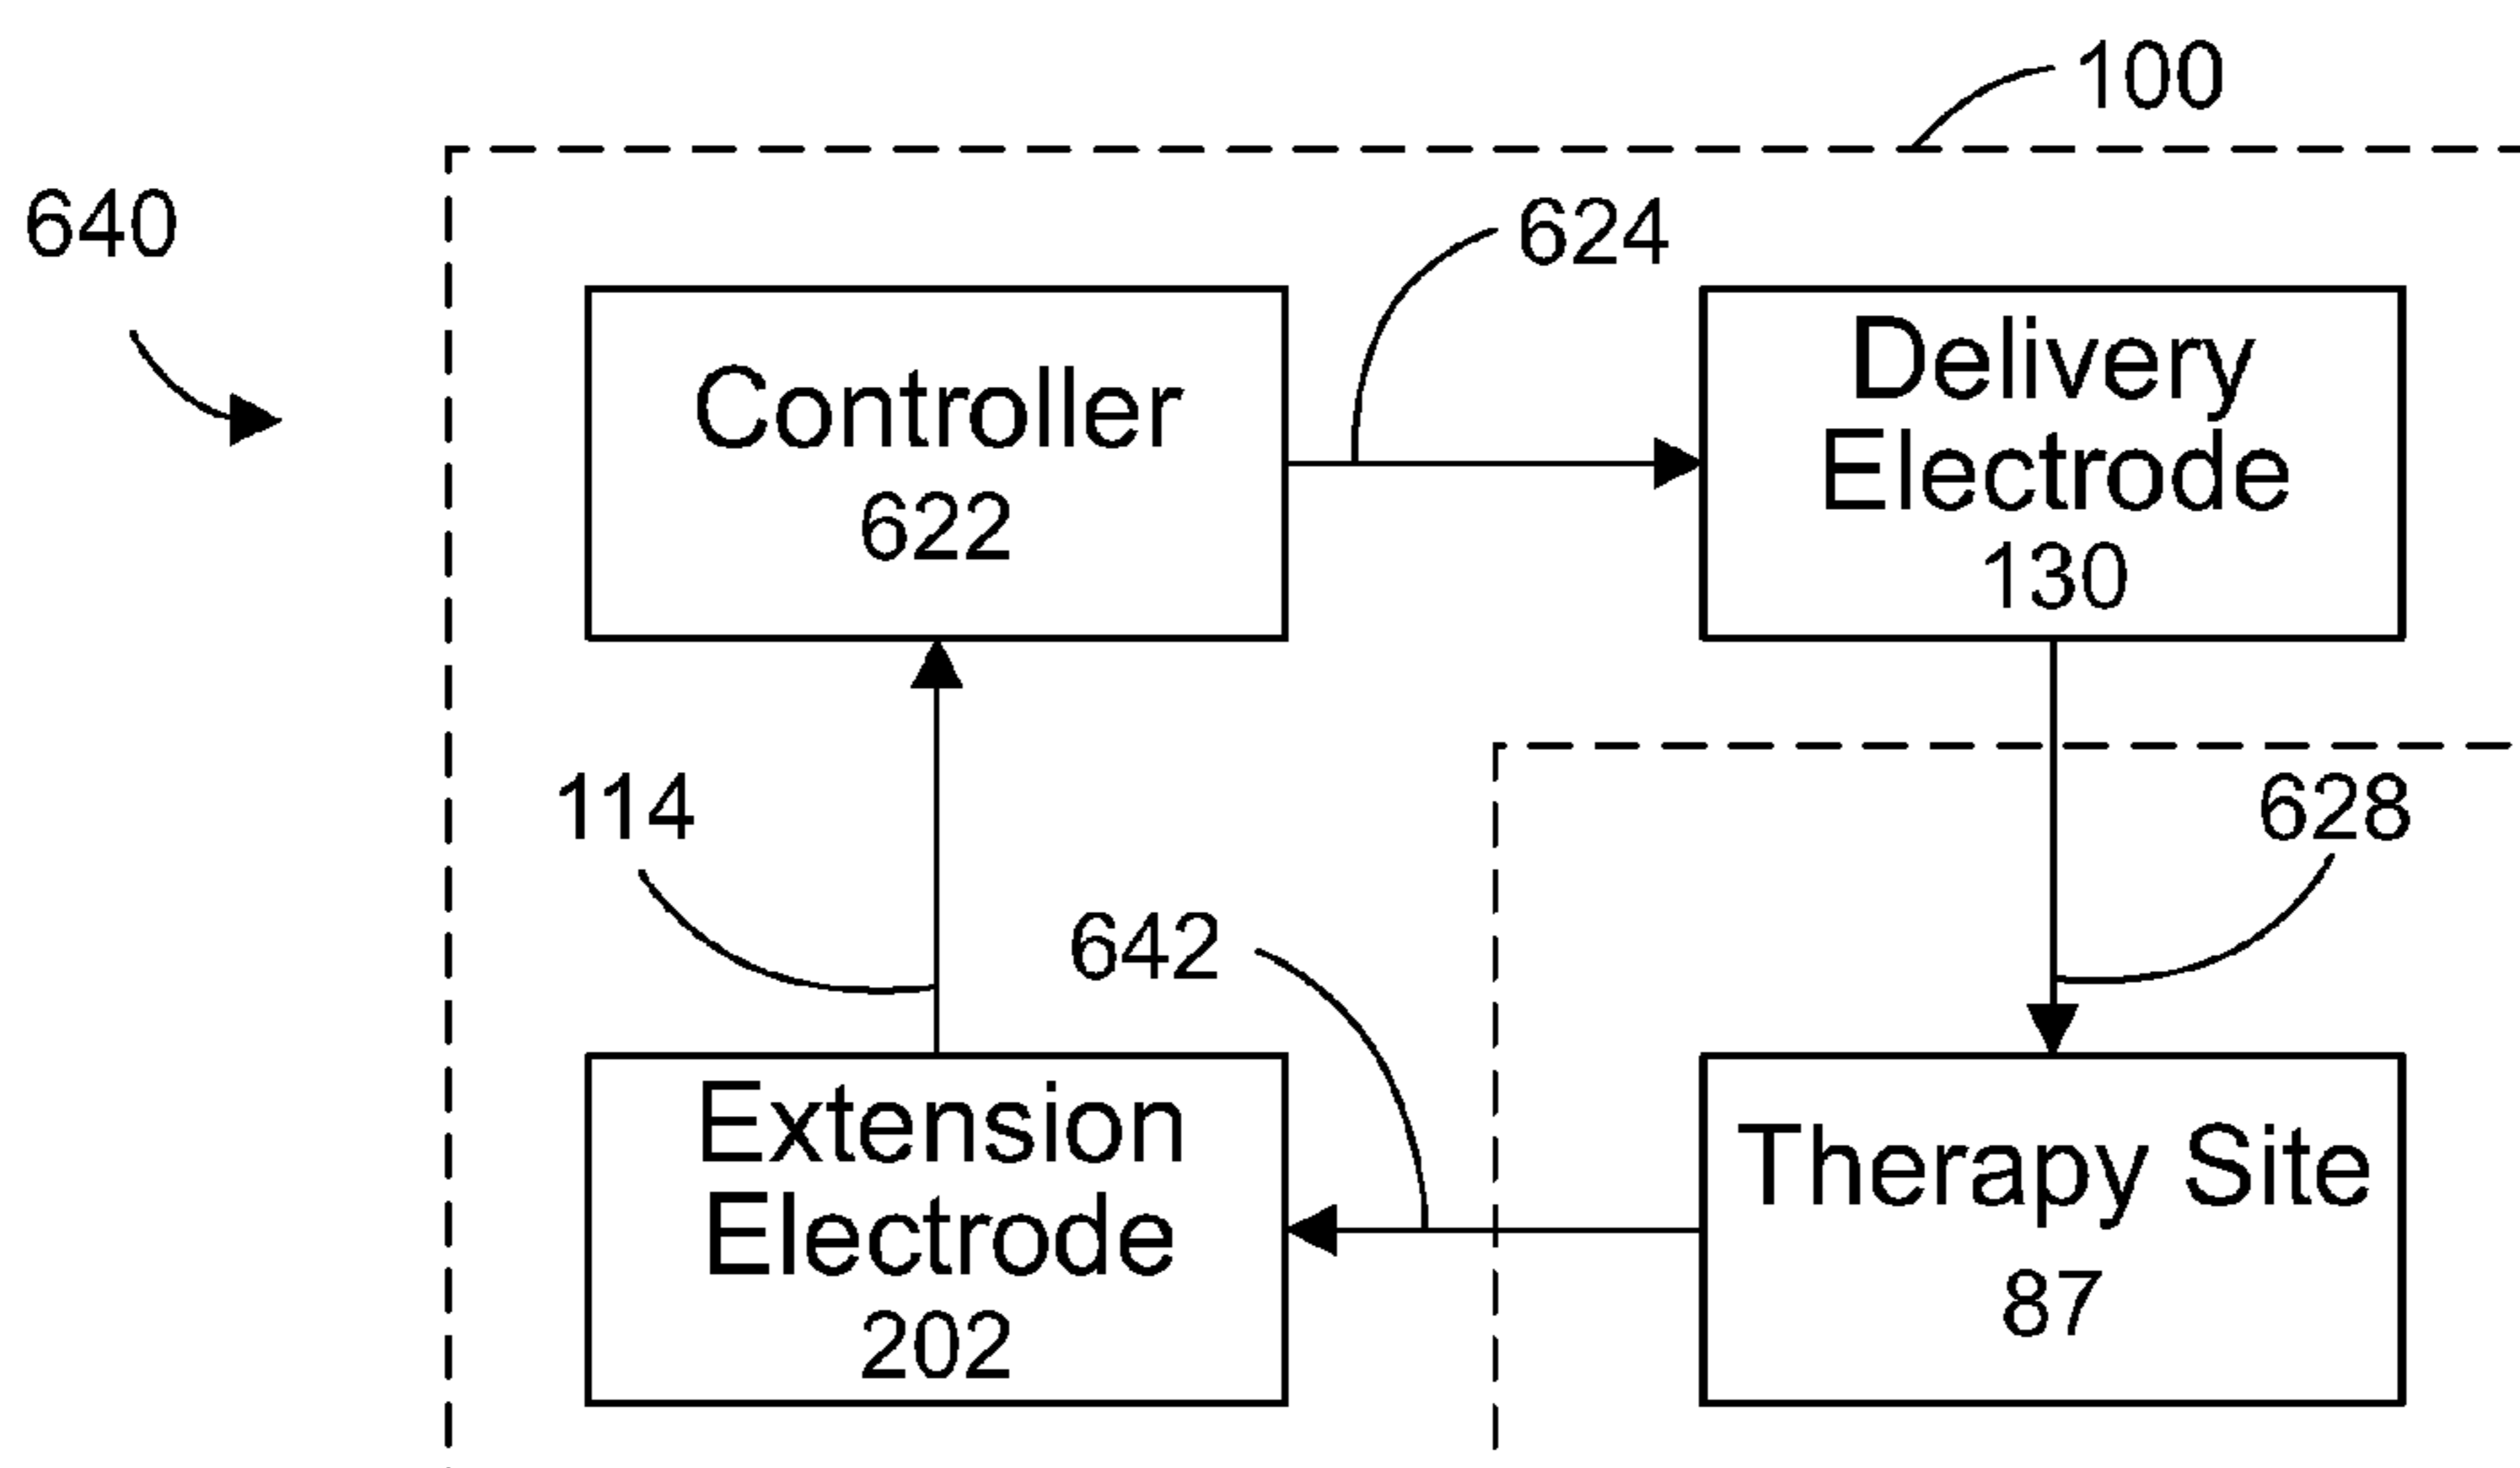 100
640
624
Controller
622
Delivery
Electrode
130
114
628
642
Extension
Electrode
202
Therapy Site
87